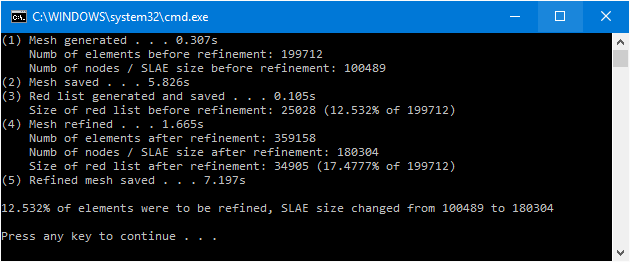 C:\WINDOWS\system32\cmd.exe
(1) Mesh generated . . . 0.307s
Numb of elements before refinement: 199712
Numb of nodes / SLAE size before refinement: 100489
(2) Mesh saved . . . 5.826s
(3) Red list generated and saved . . . 0.105s
Size of red list before refinement: 25028 (12.532% of 199712)
(4) Mesh refined . . . 1.665s
Numb of elements after refinement: 359158
Numb of nodes / SLAE size after refinement: 180304
Size of red list after refinement: 34905 (17.4777% of 199712)
(5) Refined mesh saved . . . 7.197s
12.532% of elements were to be refined, SLAE size changed from 100489 to 180304
Press any key to continue . . .